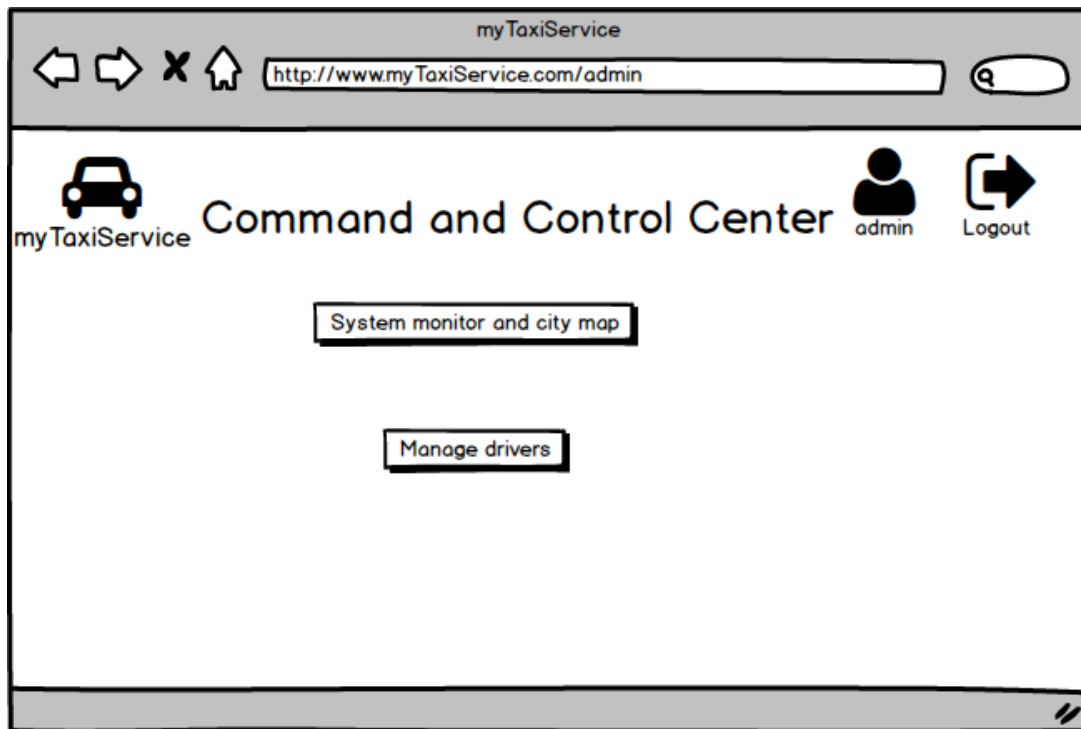 myTaxiService
http://www.myTaxiService.com/admin
myTaxiService
Command and Control Center
admin
Logout
System monitor and city map
Manage drivers